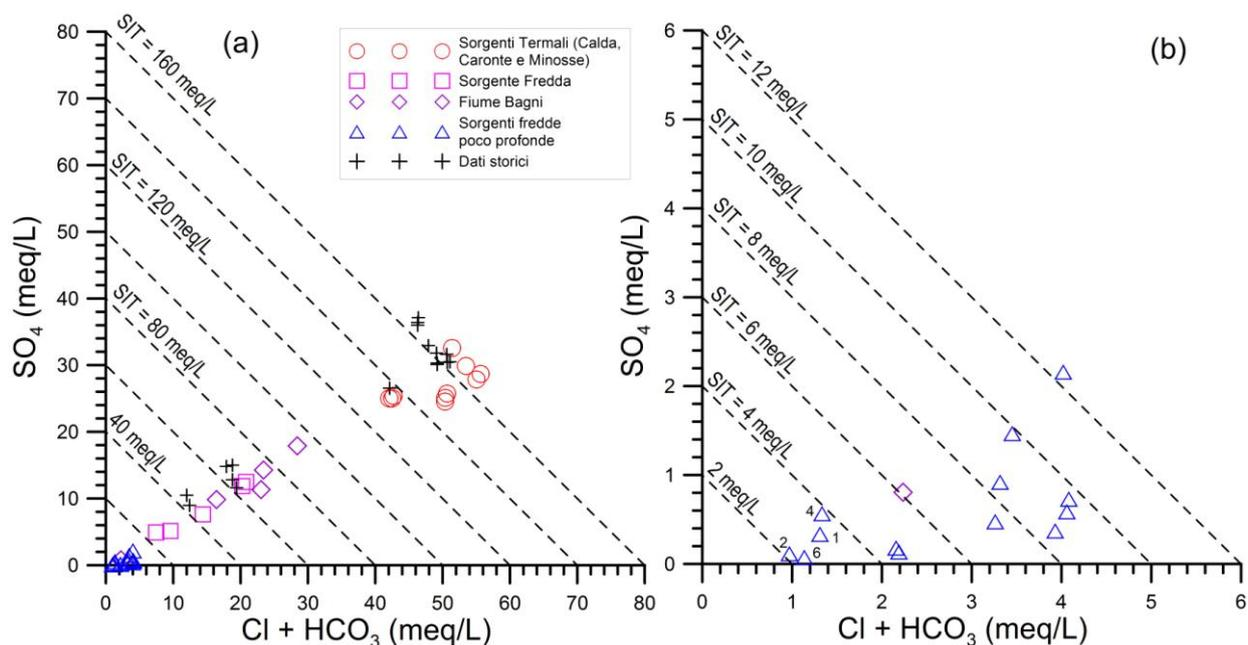 (a)
SO4 (meq/L)
80
70
60
50
40
30
20
10
0
SIT = 160 meq/L
SIT = 120 meq/L
SIT = 80 meq/L
40 meq/L
Sorgenti Termali (Calda,
Caronte e Minosse)
Sorgente Fredda
Fiume Bagni
Sorgenti fredde
poco profonde
Dati storici
0 10 20 30 40 50 60 70 80
Cl + HCO3 (meq/L)
(b)
SO4 (meq/L)
6
5
4
3
2
1
0
SIT = 12 meq/L
SIT = 10 meq/L
SIT = 8 meq/L
SIT = 6 meq/L
SIT = 4 meq/L
2 meq/L
4
1
2
6
0 1 2 3 4 5 6
Cl + HCO3 (meq/L)